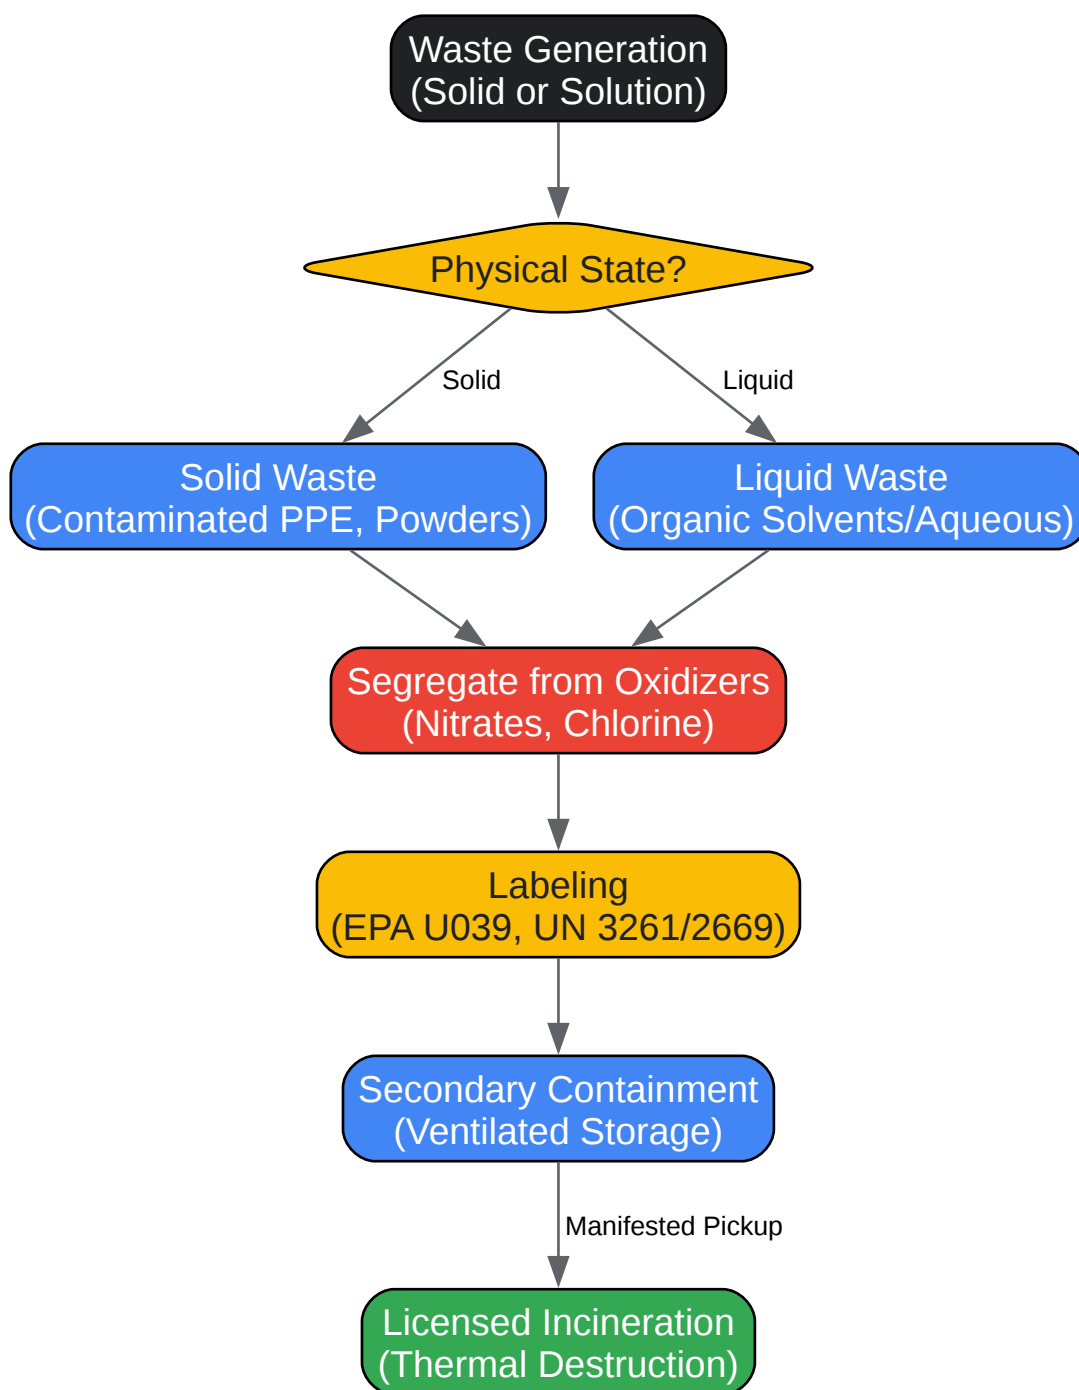 Waste Generation
(Solid or Solution)
Physical State?
Solid
Liquid
Solid Waste
(Contaminated PPE, Powders)
Liquid Waste
(Organic Solvents/Aqueous)
Segregate from Oxidizers
(Nitrates, Chlorine)
Labeling
(EPA U039, UN 3261/2669)
Secondary Containment
(Ventilated Storage)
Manifested Pickup
Licensed Incineration
(Thermal Destruction)